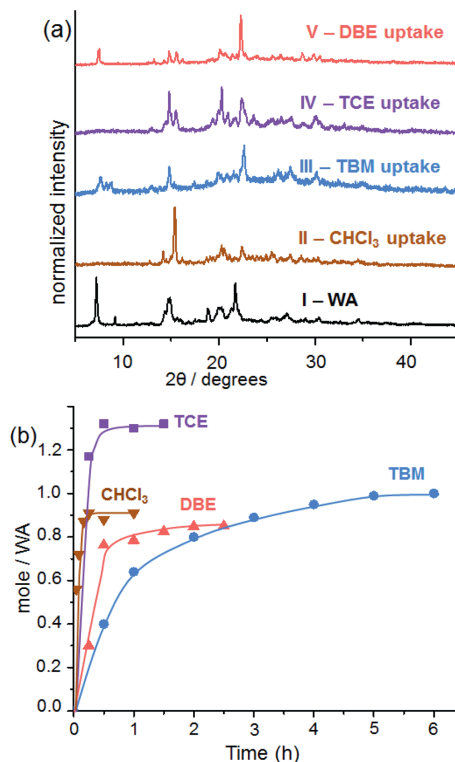 (a)
V – DBE uptake
IV – TCE uptake
III – TBM uptake
II – CHCl₃ uptake
I – WA
normalized intensity
10 20 30 40
2θ / degrees
(b)
TCE
CHCl₃
DBE
TBM
mole / WA
1.2
1.0
0.8
0.6
0.4
0.2
0.0
0 1 2 3 4 5 6
Time (h)